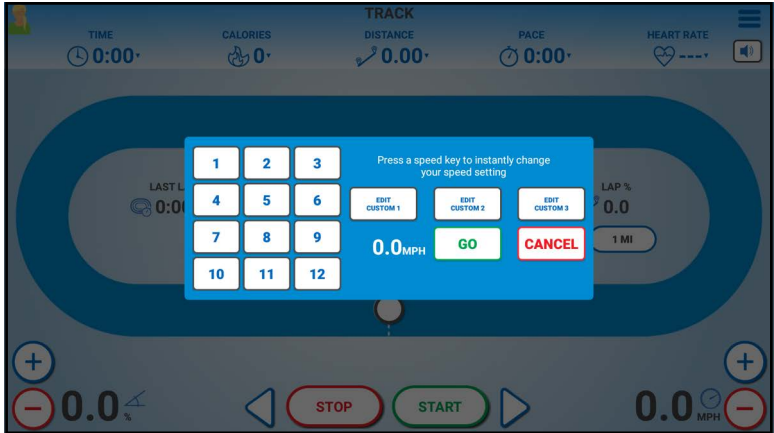 TRACK
TIME
0:00
CALORIES
0
DISTANCE
0.00
PACE
0:00
HEART RATE
---
LAST L
0:00
LAP %
0.0
1 MI
1 2 3
4 5 6
7 8 9
10 11 12
Press a speed key to instantly change
your speed setting
EDIT
CUSTOM 1
EDIT
CUSTOM 2
EDIT
CUSTOM 3
0.0MPH
GO
CANCEL
+
−
0.0 %
STOP
START
0.0 MPH
+
−